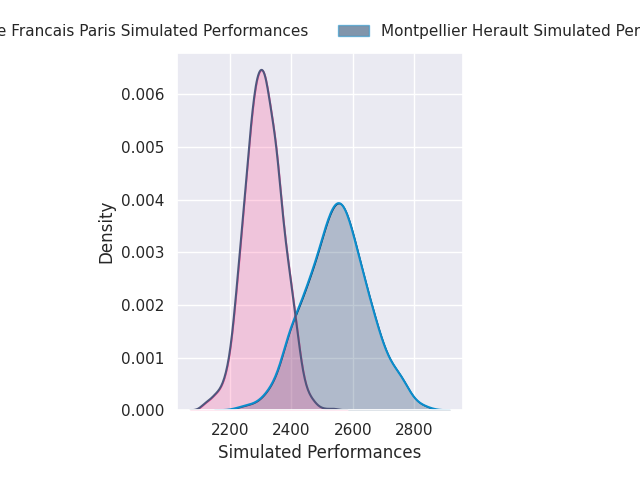 e Francais Paris Simulated Performances Montpellier Herault Simulated Per
0.006
0.005
0.004
0.003
0.002
0.001
0.000
Density
2200 2400 2600 2800
Simulated Performances